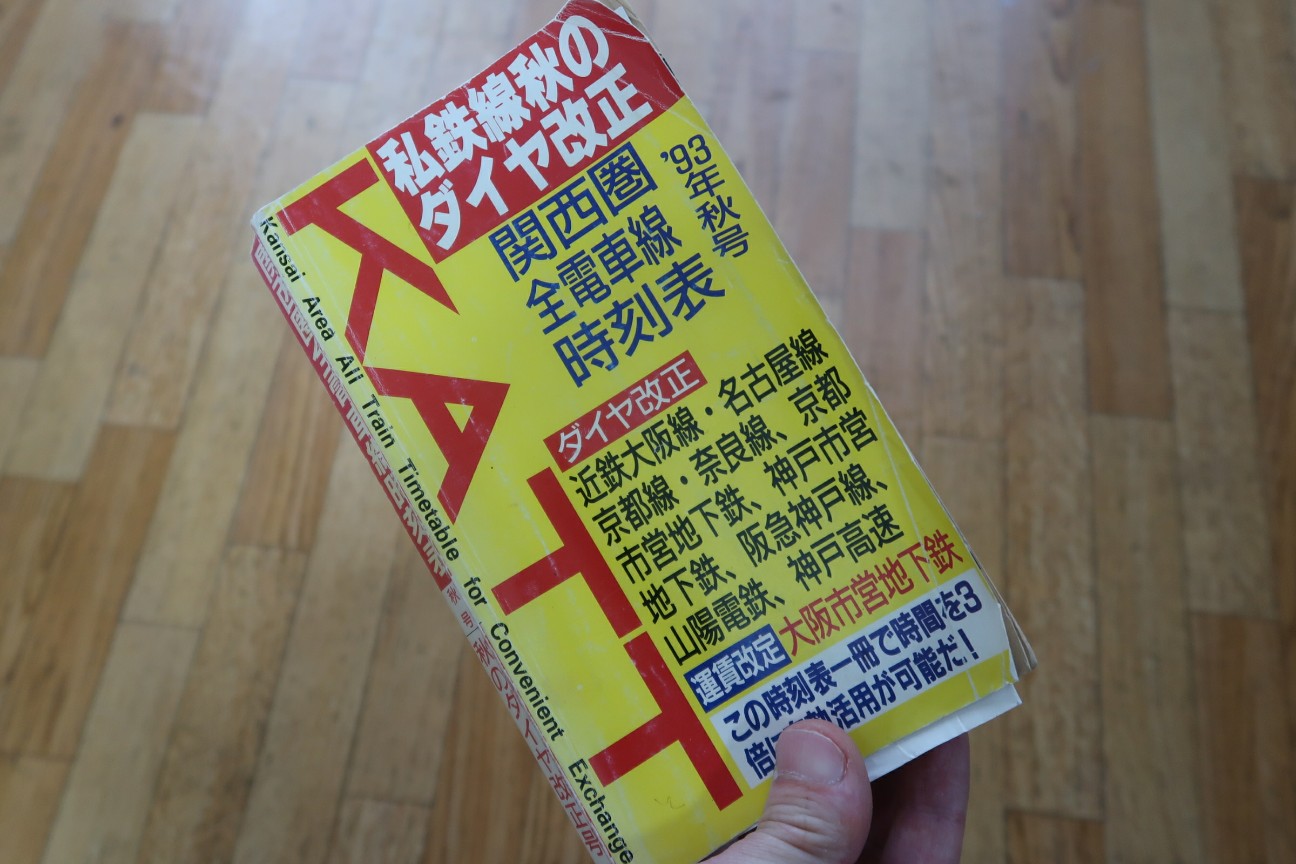 私鉄線秋の
ダイヤ改正
'93年秋号
関西圏
全電車線
時刻表
KATT
Kansai Area All Train Timetable for Convenient Exchange
ダイヤ改正
近鉄大阪線・名古屋線
京都線・奈良線、京都
市営地下鉄、神戸市営
地下鉄、阪急神戸線、
山陽電鉄、神戸高速
運賃改定 大阪市営地下鉄
この時刻表一冊で時間を3
倍に 活用が可能だ!